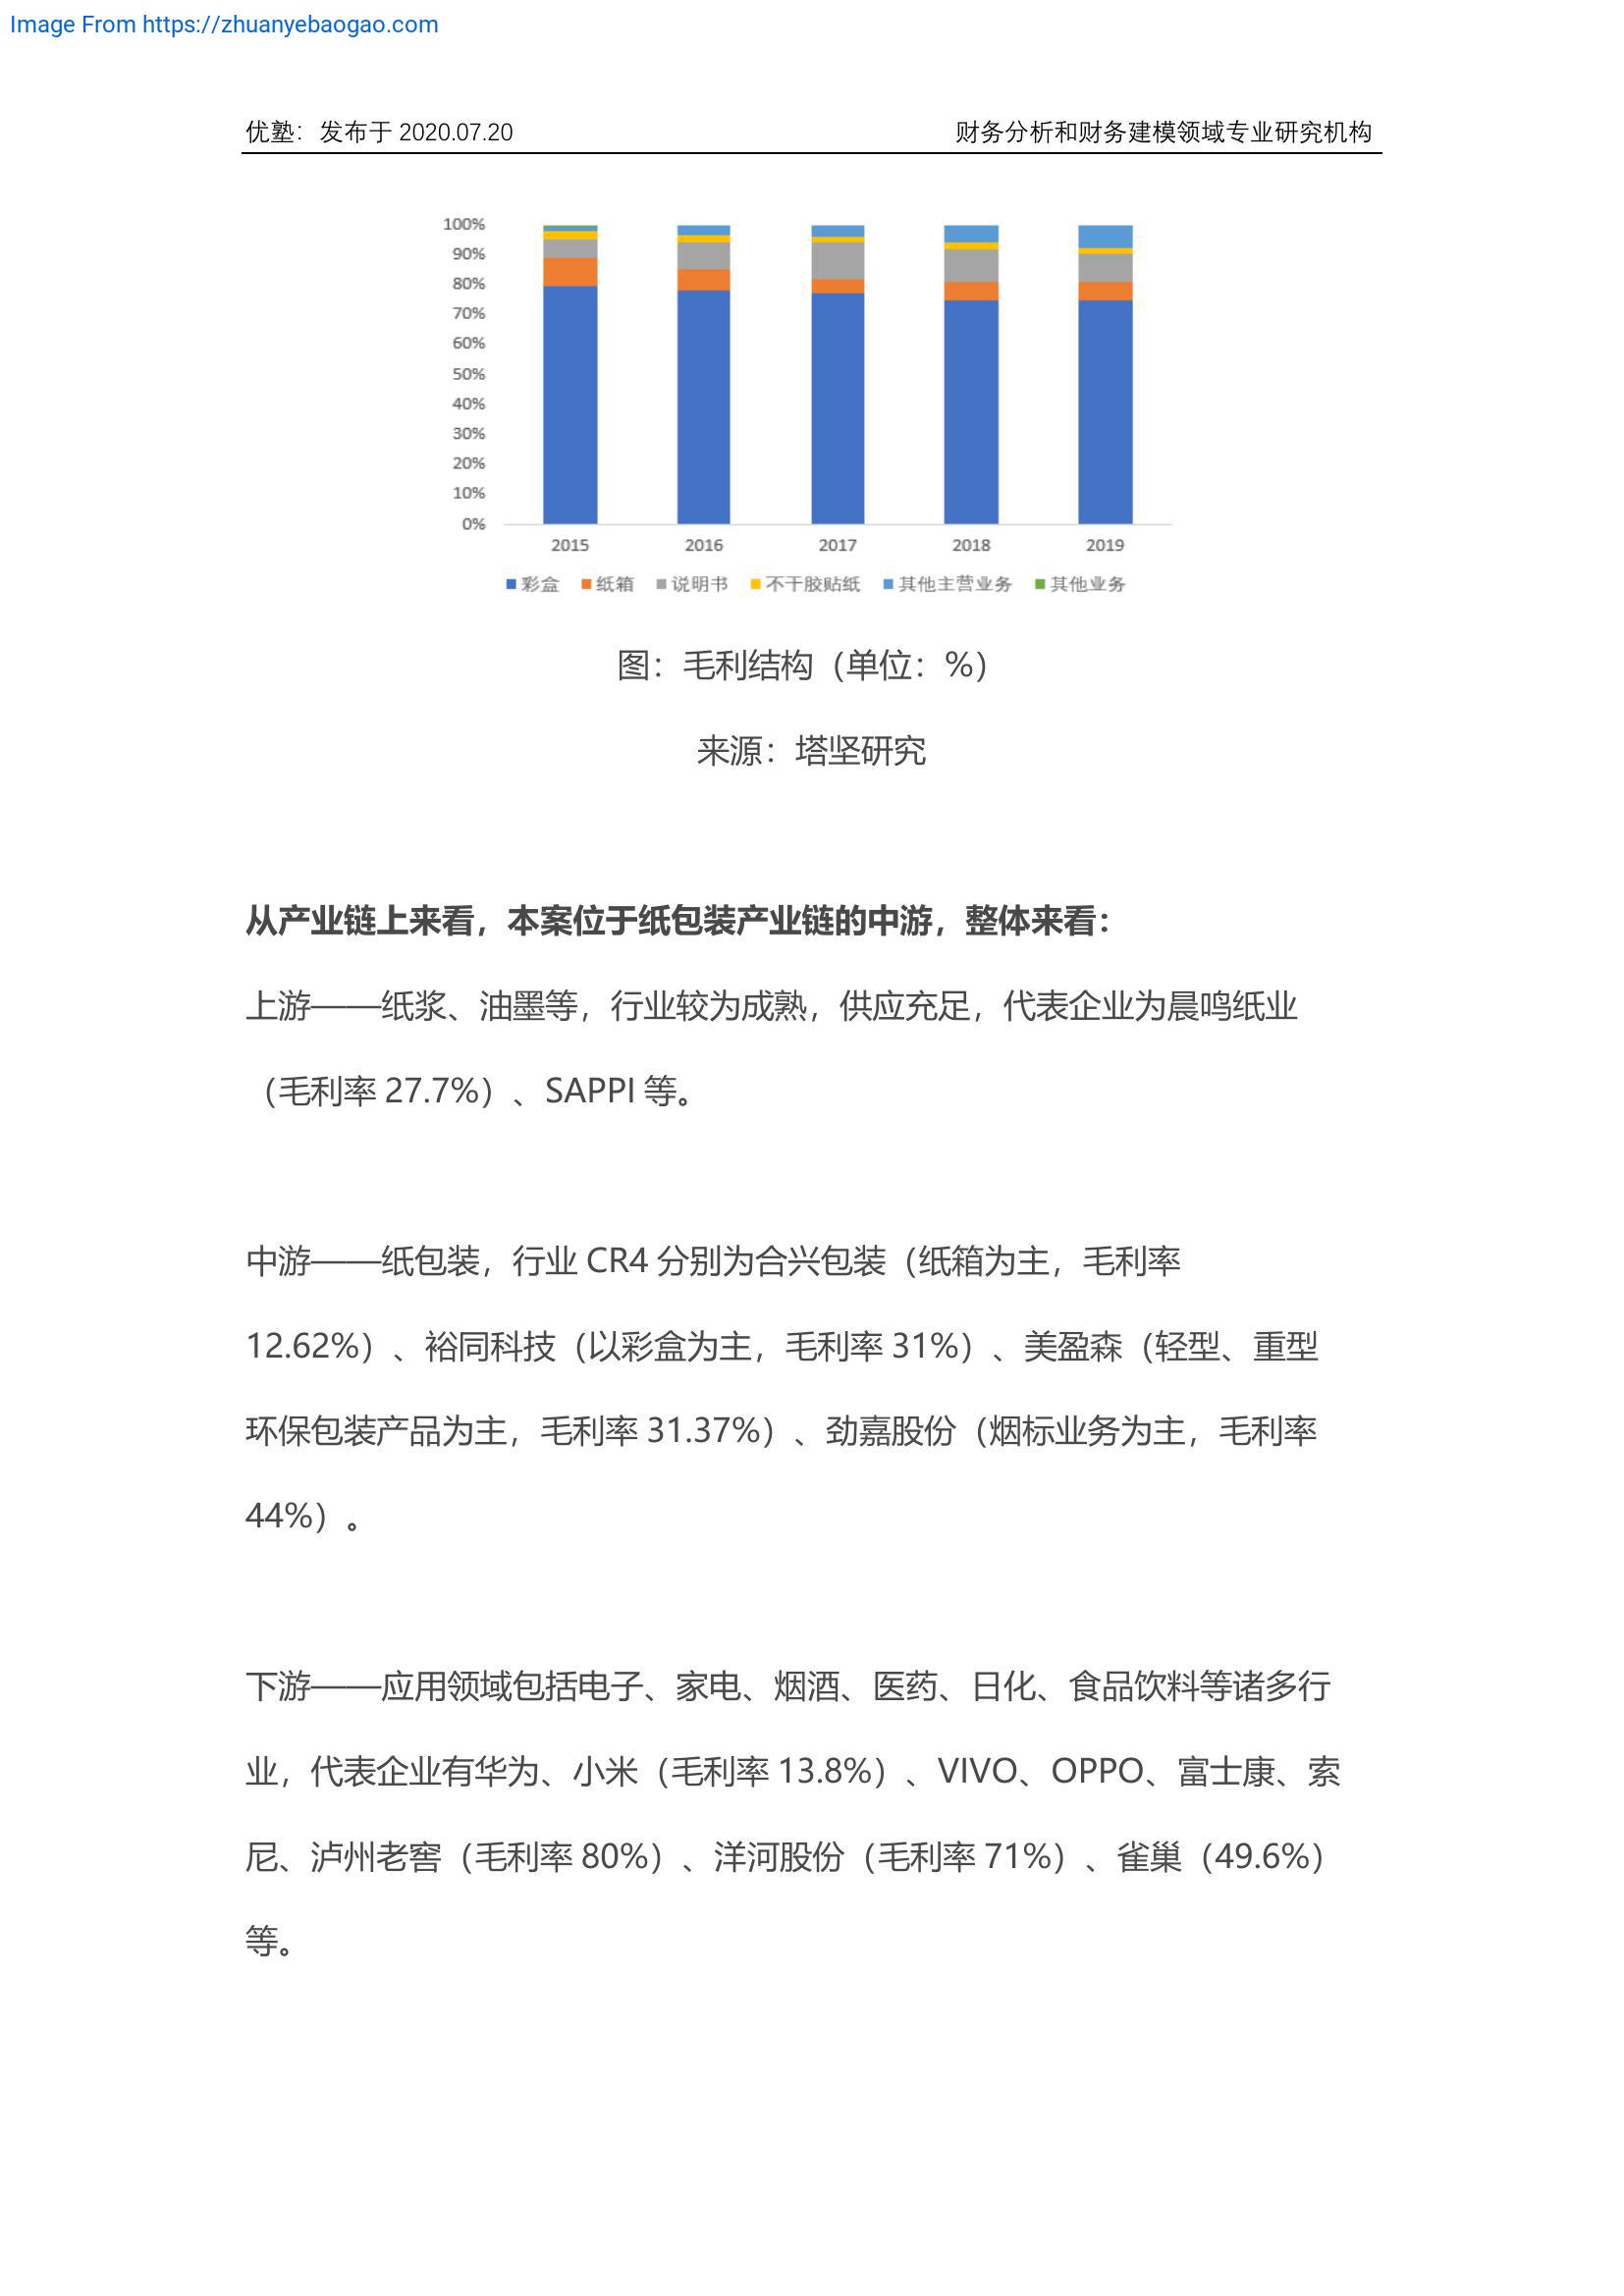 Image From https://zhuanyebaogao.com
优塾：发布于 2020.07.20 财务分析和财务建模领域专业研究机构
100%
90%
80%
70%
60%
50%
40%
30%
20%
10%
0%
2015 2016 2017 2018 2019
彩盒 纸箱 说明书 不干胶贴纸 其他主营业务 其他业务
图：毛利结构（单位：%）
来源：塔坚研究
从产业链上来看，本案位于纸包装产业链的中游，整体来看：
上游——纸浆、油墨等，行业较为成熟，供应充足，代表企业为晨鸣纸业
（毛利率 27.7%）、SAPPI 等。
中游——纸包装，行业 CR4 分别为合兴包装（纸箱为主，毛利率
12.62%）、裕同科技（以彩盒为主，毛利率 31%）、美盈森（轻型、重型
环保包装产品为主，毛利率 31.37%）、劲嘉股份（烟标业务为主，毛利率
44%）。
下游——应用领域包括电子、家电、烟酒、医药、日化、食品饮料等诸多行
业，代表企业有华为、小米（毛利率 13.8%）、VIVO、OPPO、富士康、索
尼、泸州老窖（毛利率 80%）、洋河股份（毛利率 71%）、雀巢（49.6%）
等。